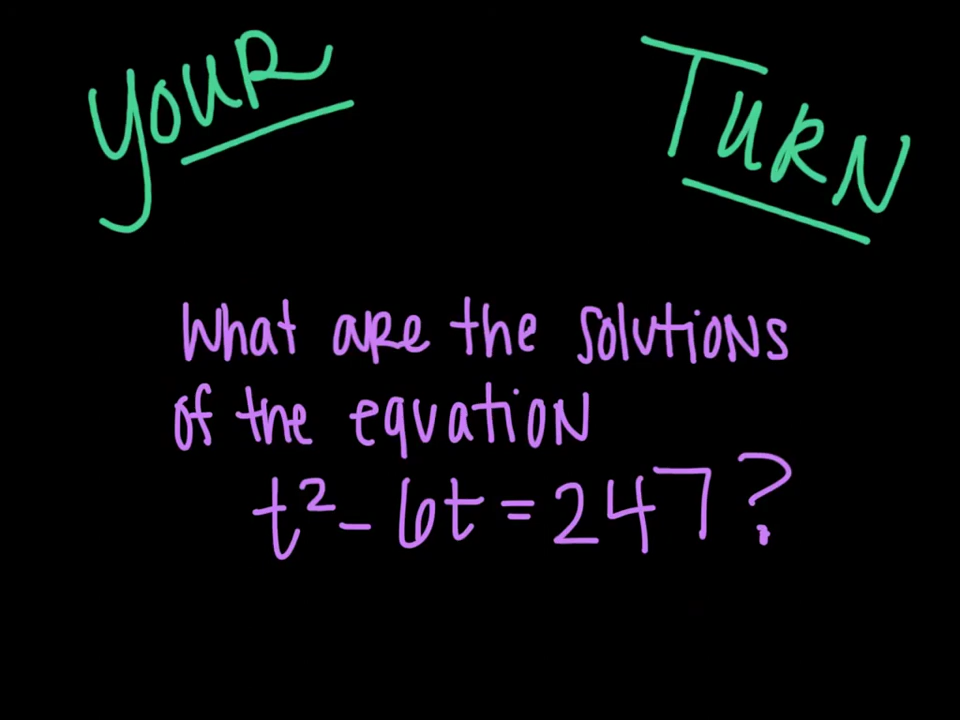 YOUR TURN
What are the solutions
of the equation
t² - 6t = 247?